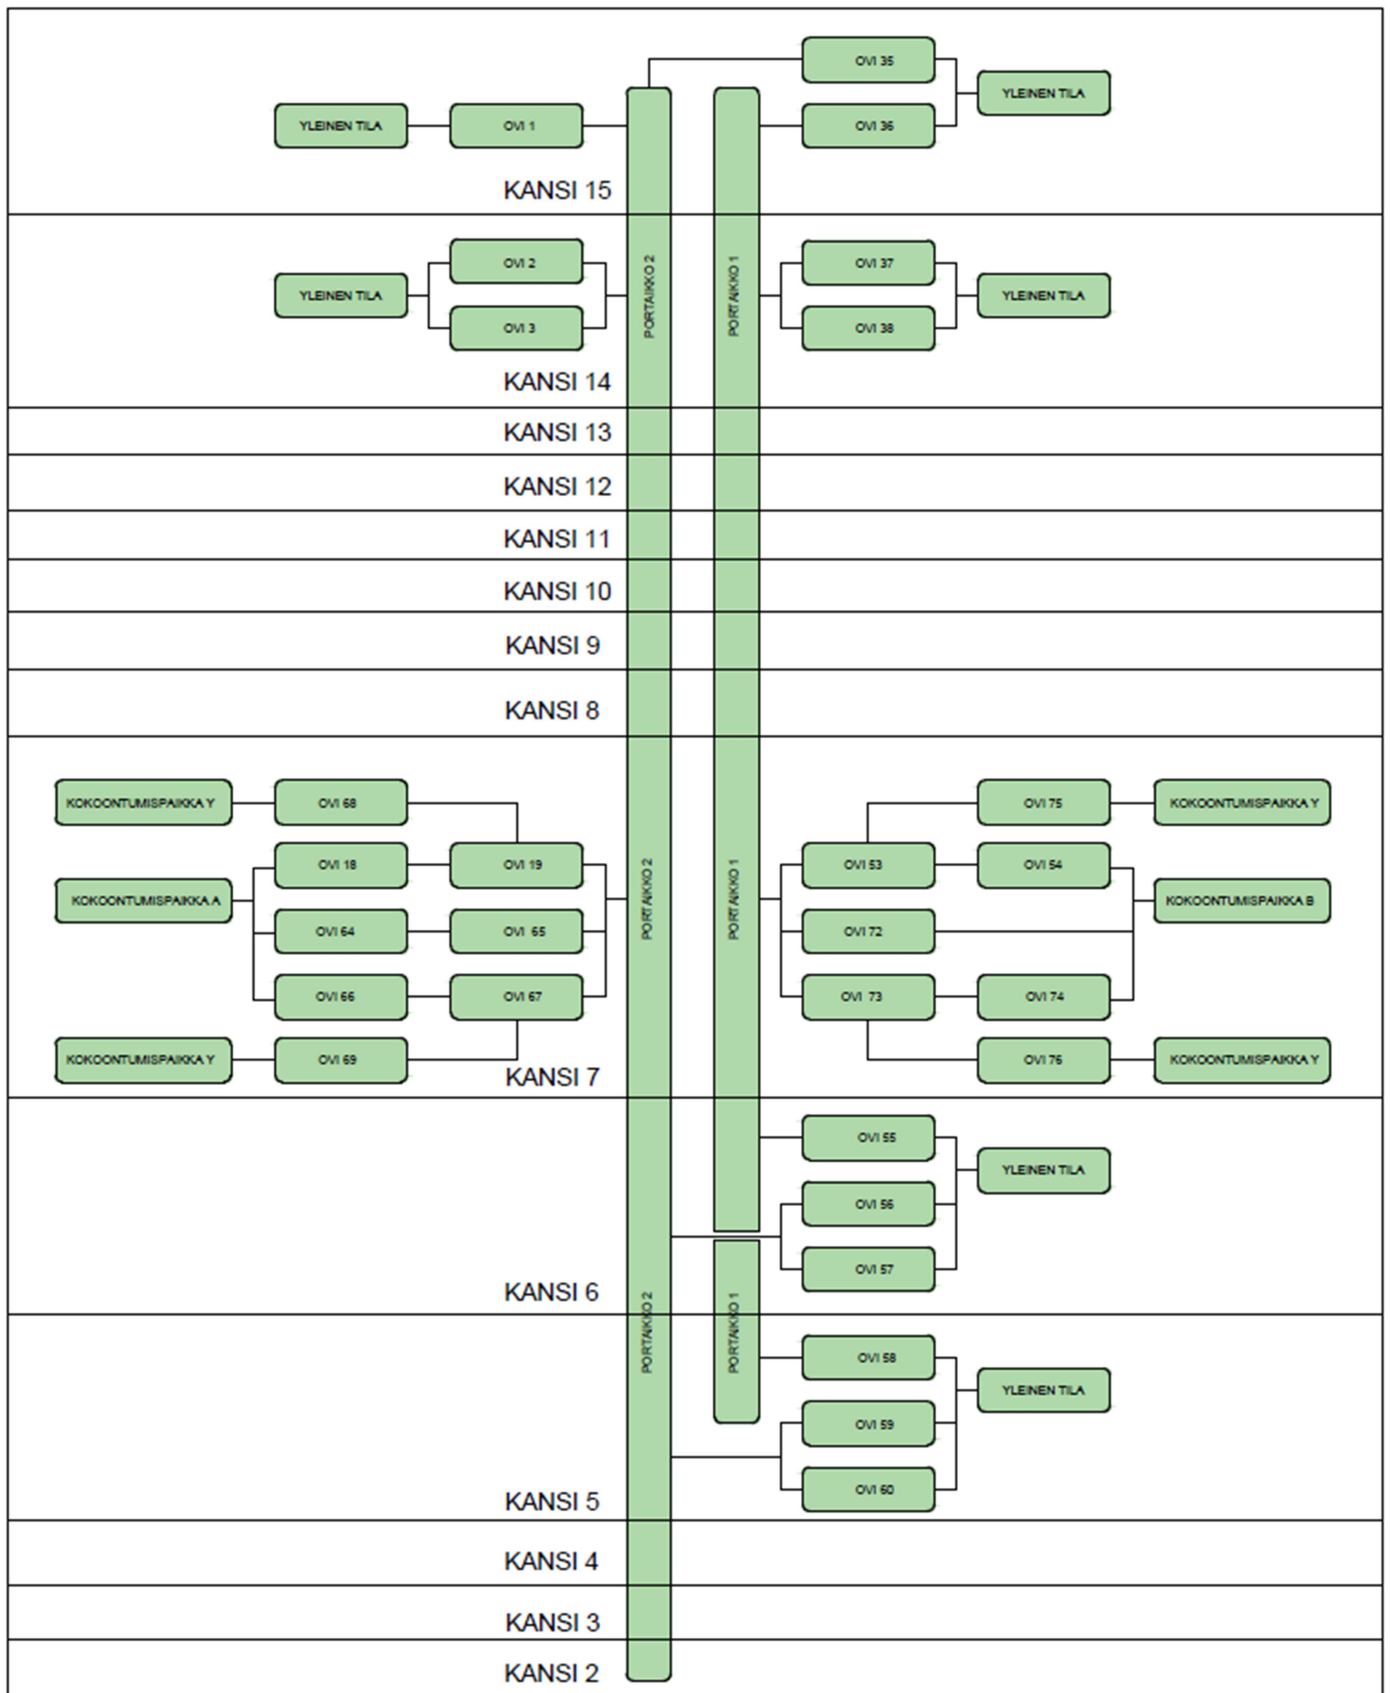 OVI 35
YLEINEN TILA
YLEINEN TILA
OVI 1
OVI 36
KANSI 15
OVI 2
OVI 37
YLEINEN TILA
PORTAIKKO 2
PORTAIKKO 1
YLEINEN TILA
OVI 3
OVI 38
KANSI 14
KANSI 13
KANSI 12
KANSI 11
KANSI 10
KANSI 9
KANSI 8
KOKOONTUMISPAIKKA Y
OVI 68
OVI 75
KOKOONTUMISPAIKKA Y
OVI 18
OVI 19
OVI 53
OVI 54
KOKOONTUMISPAIKKA A
PORTAIKKO 2
PORTAIKKO 1
KOKOONTUMISPAIKKA B
OVI 64
OVI 65
OVI 72
OVI 66
OVI 67
OVI 73
OVI 74
KOKOONTUMISPAIKKA Y
OVI 69
OVI 76
KOKOONTUMISPAIKKA Y
KANSI 7
OVI 55
YLEINEN TILA
OVI 56
OVI 57
KANSI 6
PORTAIKKO 2
PORTAIKKO 1
OVI 58
YLEINEN TILA
OVI 59
OVI 60
KANSI 5
KANSI 4
KANSI 3
KANSI 2